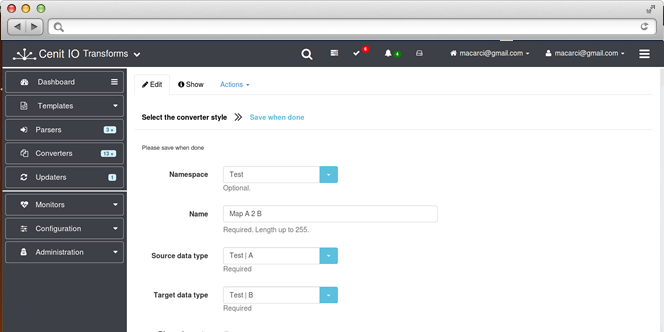 Cenit IO Transforms
6
4
macarci@gmail.com
macarci@gmail.com
Dashboard
Templates
Parsers 3
Converters 13
Updaters 1
Monitors
Configuration
Administration
Edit Show Actions
Select the converter style Save when done
Please save when done
Namespace Test
Optional.
Name Map A 2 B
Required. Length up to 255.
Source data type Test | A
Required
Target data type Test | B
Required